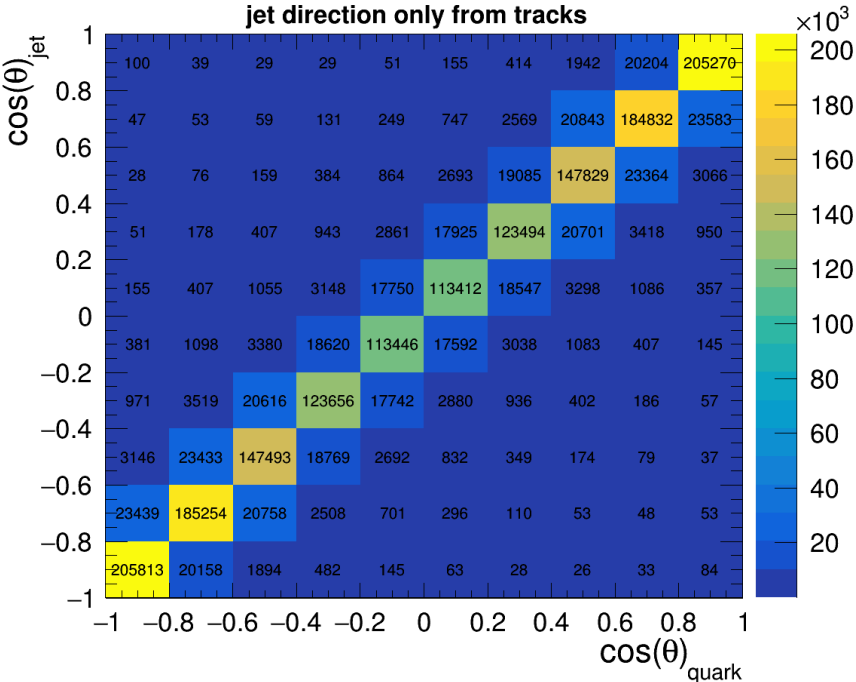 jet direction only from tracks
×10³
cos(θ)jet
1 100 39 29 29 51 155 414 1942 20204 205270 200
0.8 47 53 59 131 249 747 2569 20843 184832 23583 180
0.6 28 76 159 384 864 2693 19085 147829 23364 3066 160
0.4 51 178 407 943 2861 17925 123494 20701 3418 950 140
0.2 155 407 1055 3148 17750 113412 18547 3298 1086 357 120
0 381 1098 3380 18620 113446 17592 3038 1083 407 145 100
−0.2 971 3519 20616 123656 17742 2880 936 402 186 57 80
−0.4 3146 23433 147493 18769 2692 832 349 174 79 37 60
−0.6 23439 185254 20758 2508 701 296 110 53 48 53 40
−0.8 205813 20158 1894 482 145 63 28 26 33 84 20
−1
−1 −0.8 −0.6 −0.4 −0.2 0 0.2 0.4 0.6 0.8 1
cos(θ)quark